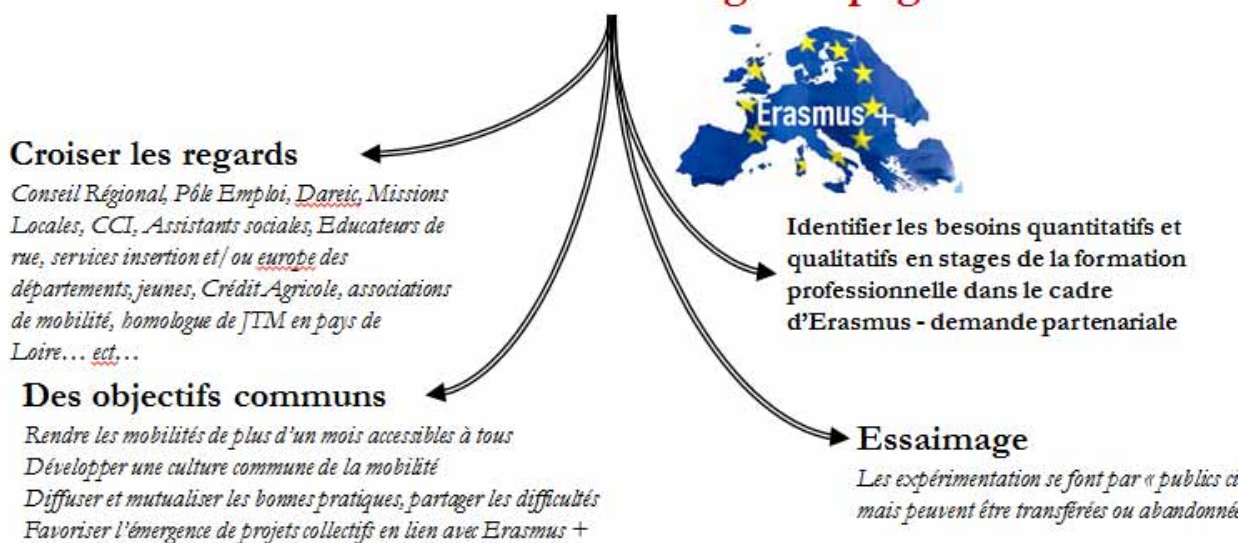 Erasmus +
Croiser les regards
Conseil Régional, Pôle Emploi, Dareic, Missions
Locales, CCI, Assistants sociales, Educateurs de
rue, services insertion et/ ou europe des
départements, jeunes, Crédit Agricole, associations
de mobilité, homologue de JTM en pays de
Loire… ect…
Identifier les besoins quantitatifs et
qualitatifs en stages de la formation
professionnelle dans le cadre
d’Erasmus - demande partenariale
Des objectifs communs
Rendre les mobilités de plus d’un mois accessibles à tous
Développer une culture commune de la mobilité
Diffuser et mutualiser les bonnes pratiques, partager les difficultés
Favoriser l’émergence de projets collectifs en lien avec Erasmus +
Essaimage
Les expérimentation se font par « publics
mais peuvent être transférées ou